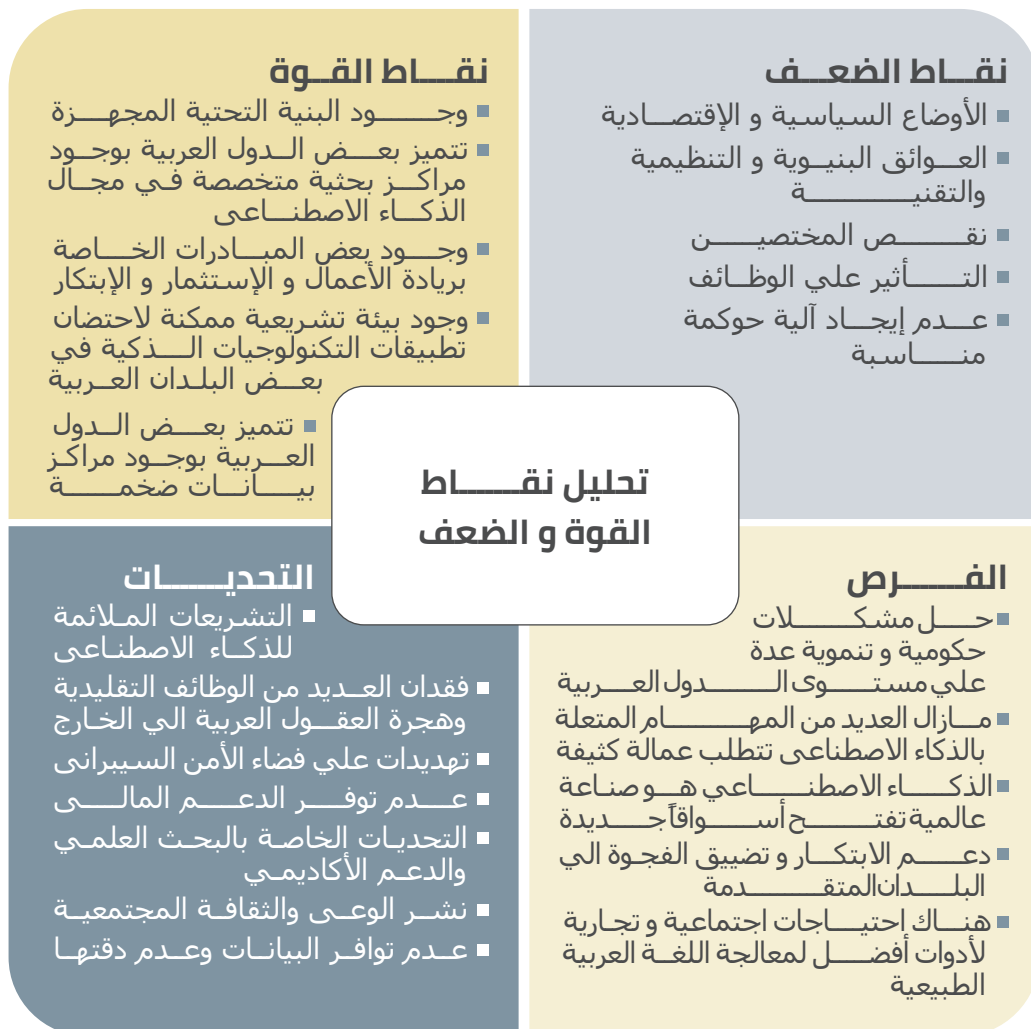 نقاط الضعف
الأوضاع السياسية و الإقتصادية
العوائق البنيوية و التنظيمية
والتقنية
نقص المختصين
التأثير علي الوظائف
عدم إيجاد آلية حوكمة
مناسبة
نقاط القوة
وجود البنية التحتية المجهزة
تتميز بعض الدول العربية بوجود
مراكز بحثية متخصصة في مجال
الذكاء الاصطناعى
وجود بعض المبادرات الخاصة
بريادة الأعمال و الإستثمار و الإبتكار
وجود بيئة تشريعية ممكنة لاحتضان
تطبيقات التكنولوجيات الذكية في
بعض البلدان العربية
تتميز بعض الدول
العربية بوجود مراكز
بيانات ضخمة
تحليل نقاط
القوة و الضعف
الفرص
حل مشكلات
حكومية و تنموية عدة
علي مستوى الدول العربية
مازال العديد من المهام المتعلة
بالذكاء الاصطناعى تتطلب عمالة كثيفة
الذكاء الاصطناعي هو صناعة
عالمية تفتح أسواقاً جديدة
دعم الابتكار و تضييق الفجوة الي
البلدان المتقدمة
هناك احتياجات اجتماعية و تجارية
لأدوات أفضل لمعالجة اللغة العربية
الطبيعية
التحديات
التشريعات الملائمة
للذكاء الاصطناعى
فقدان العديد من الوظائف التقليدية
وهجرة العقول العربية الي الخارج
تهديدات علي فضاء الأمن السيبرانى
عدم توفر الدعم المالى
التحديات الخاصة بالبحث العلمي
والدعم الأكاديمي
نشر الوعى والثقافة المجتمعية
عدم توافر البيانات وعدم دقتها